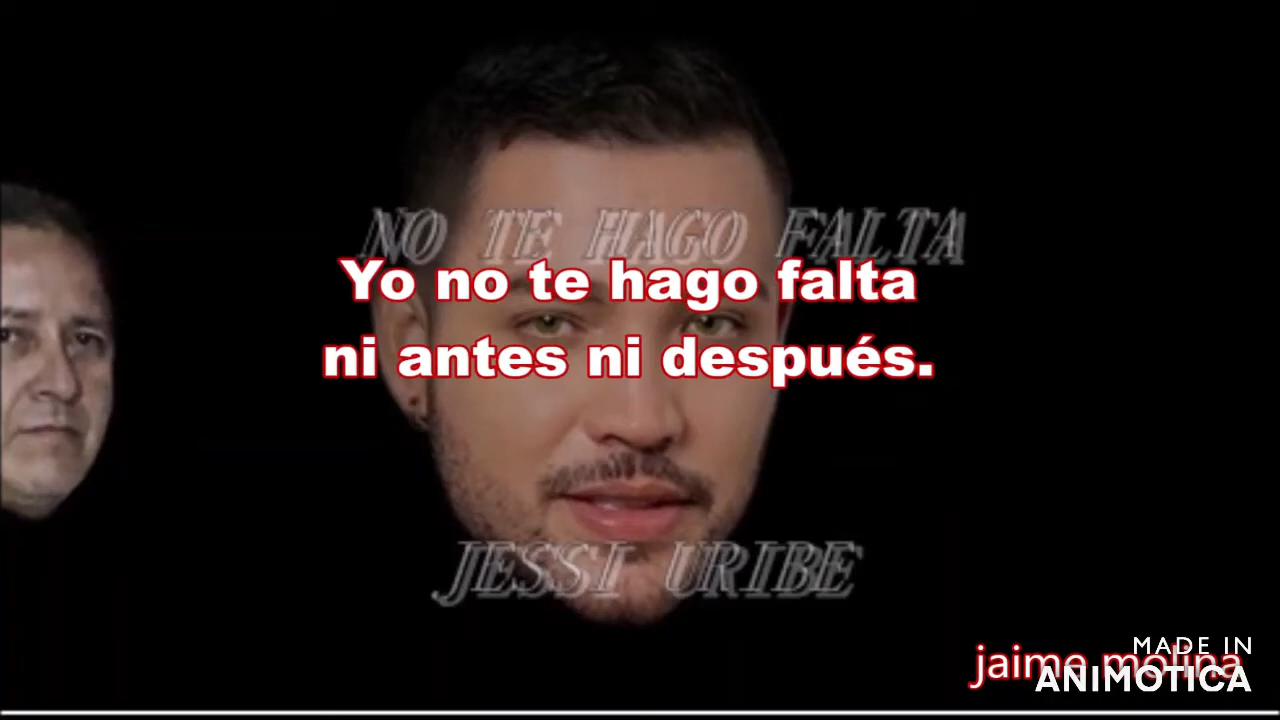 NO TE HAGO FALTA
Yo no te hago falta
ni antes ni después.
JESSI URIBE
jaime molina
MADE IN
ANIMOTICA